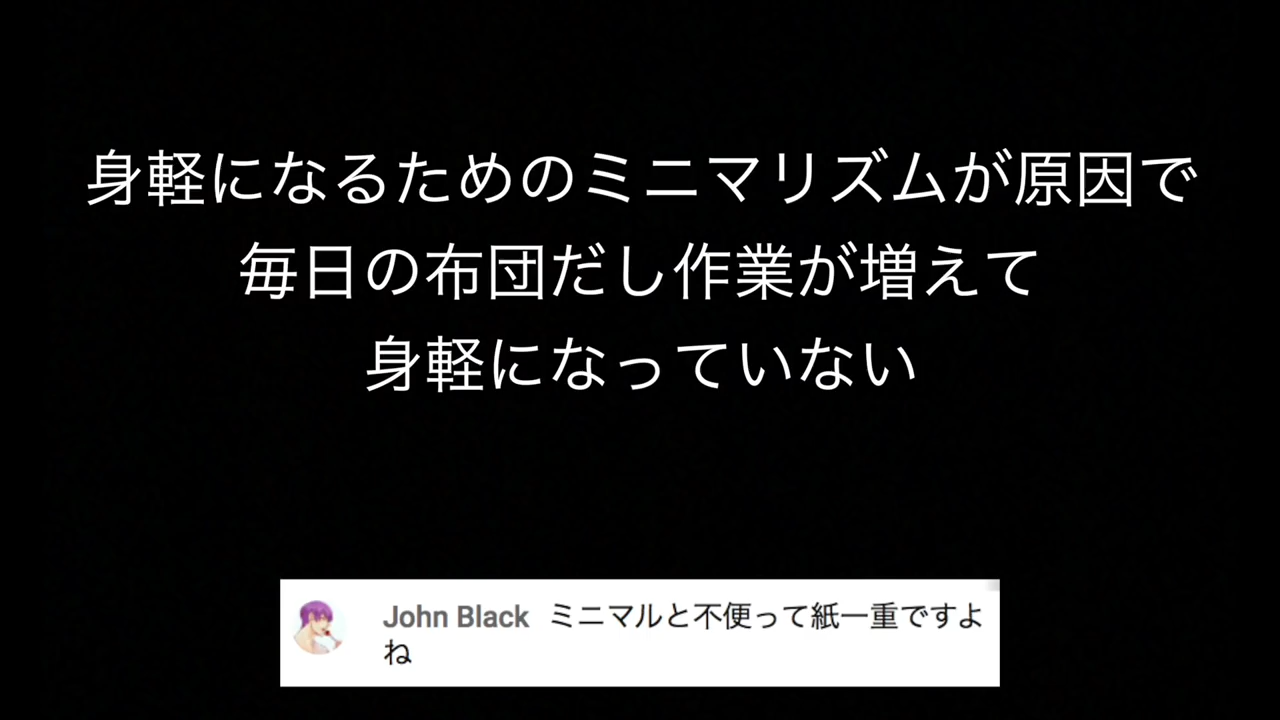 身軽になるためのミニマリズムが原因で
毎日の布団だし作業が増えて
身軽になっていない
John Black ミニマルと不便って紙一重ですよ
ね